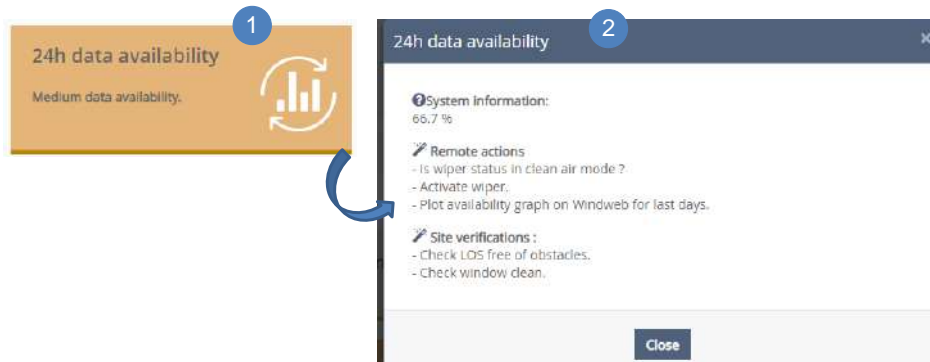 1
24h data availability
Medium data availability.
2
24h data availability
×
System information:
66.7 %
Remote actions
- Is wiper status in clean air mode ?
- Activate wiper.
- Plot availability graph on Windweb for last days.
Site verifications :
- Check LOS free of obstacles.
- Check window clean.
Close